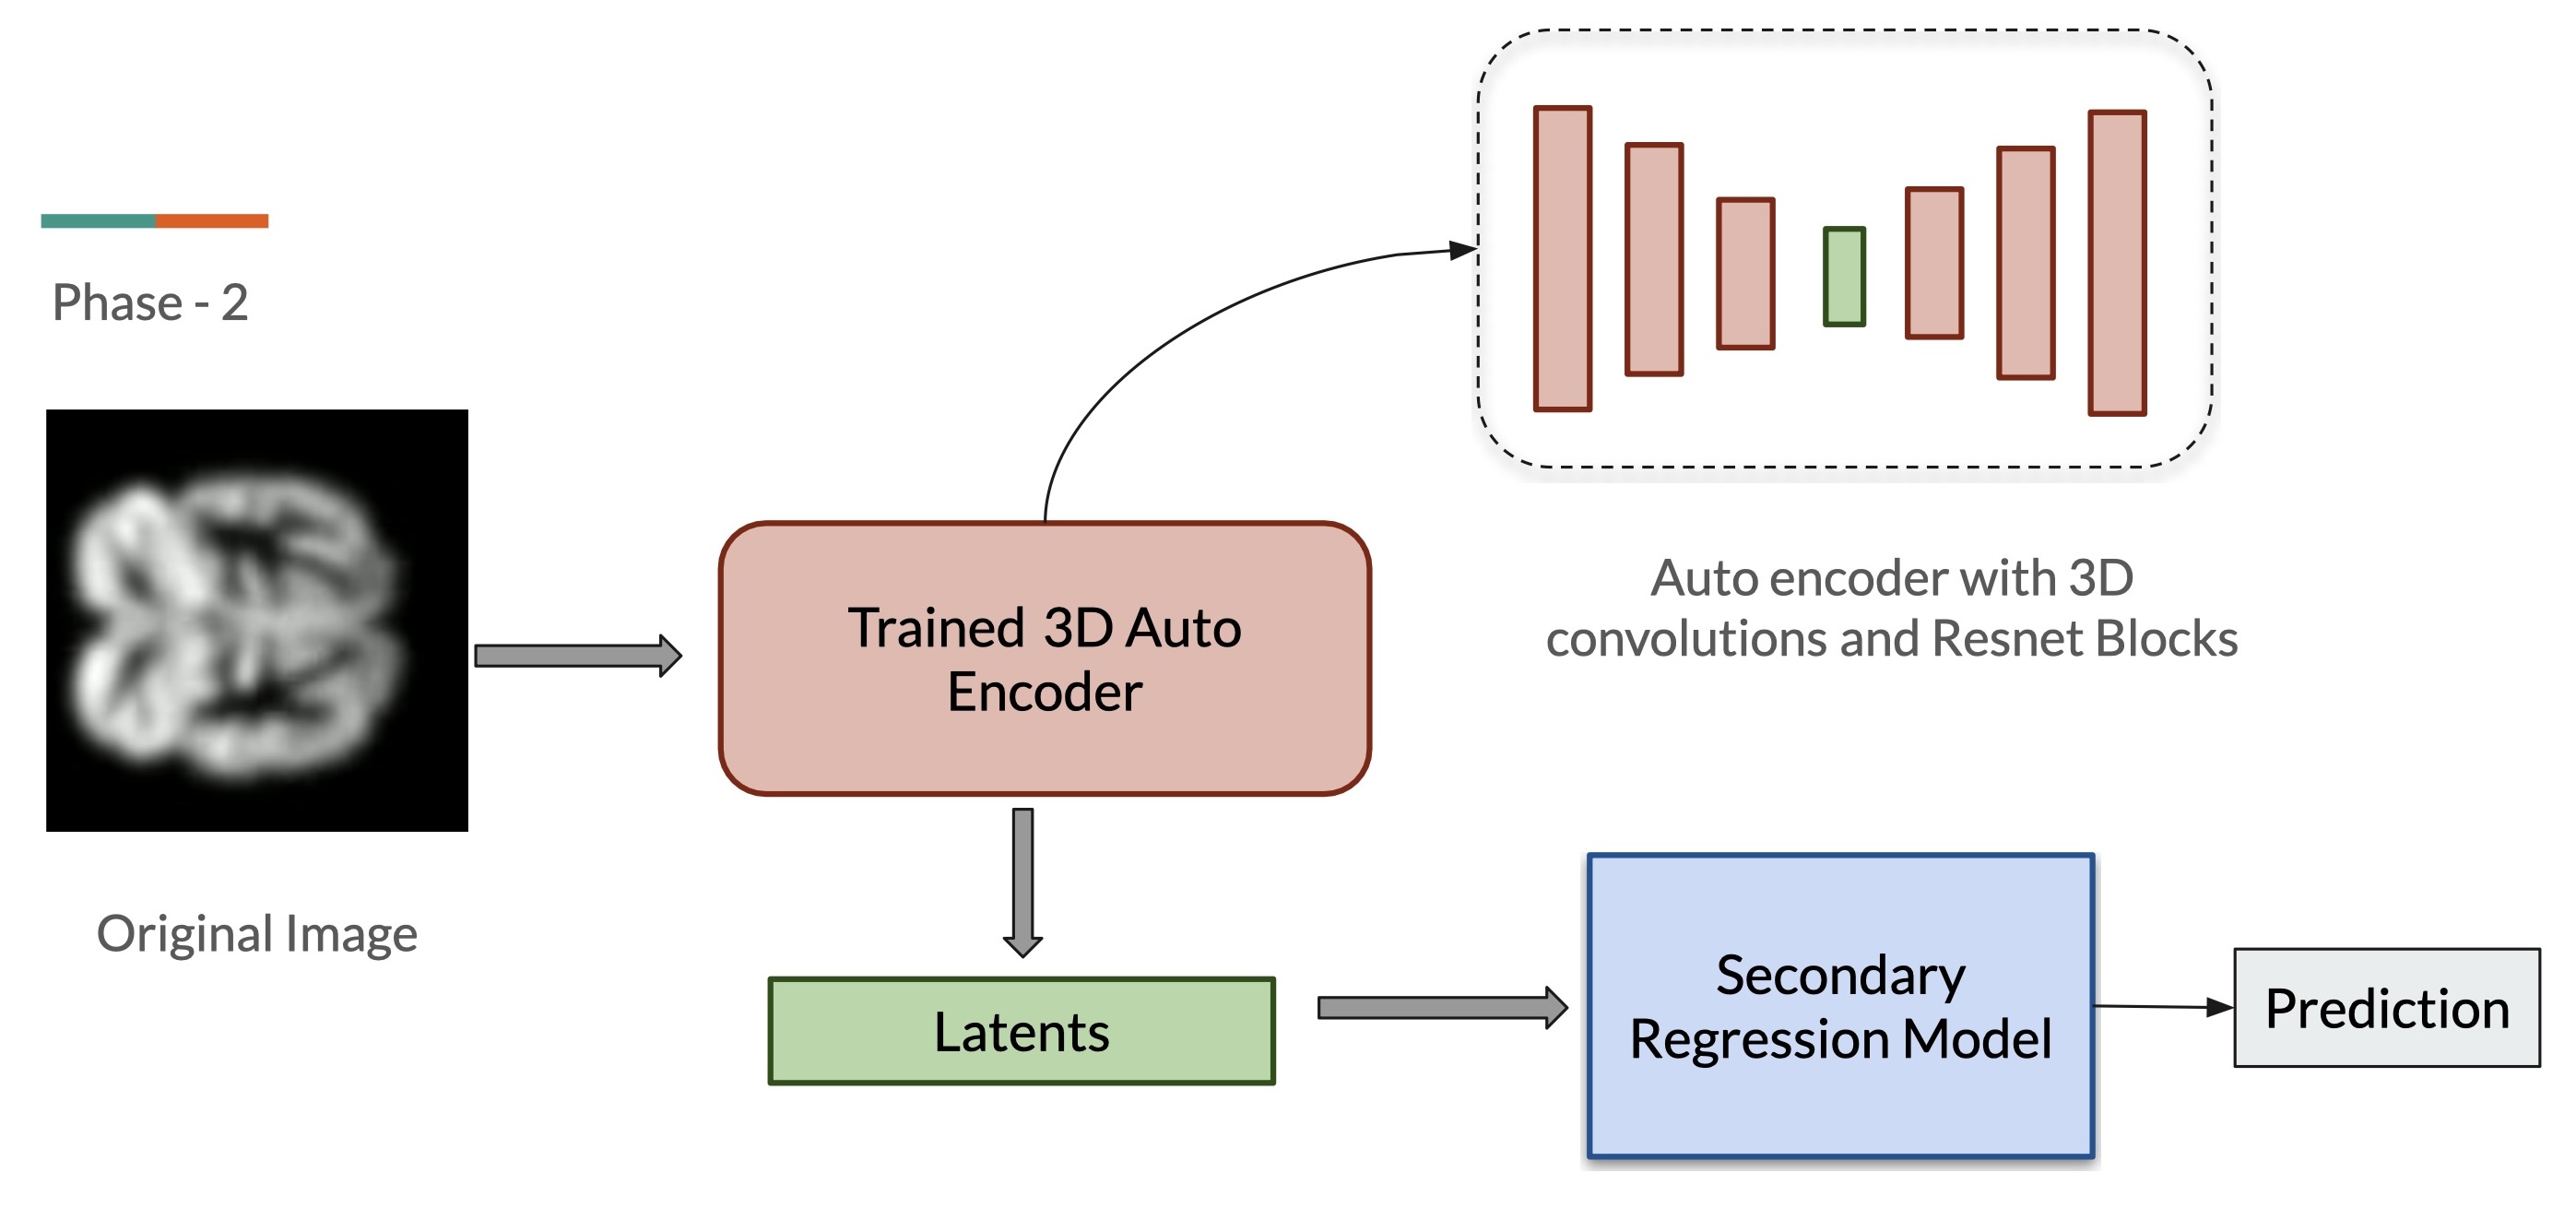 Phase - 2
Original Image
Trained 3D Auto
Encoder
Auto encoder with 3D
convolutions and Resnet Blocks
Latents
Secondary
Regression Model
Prediction